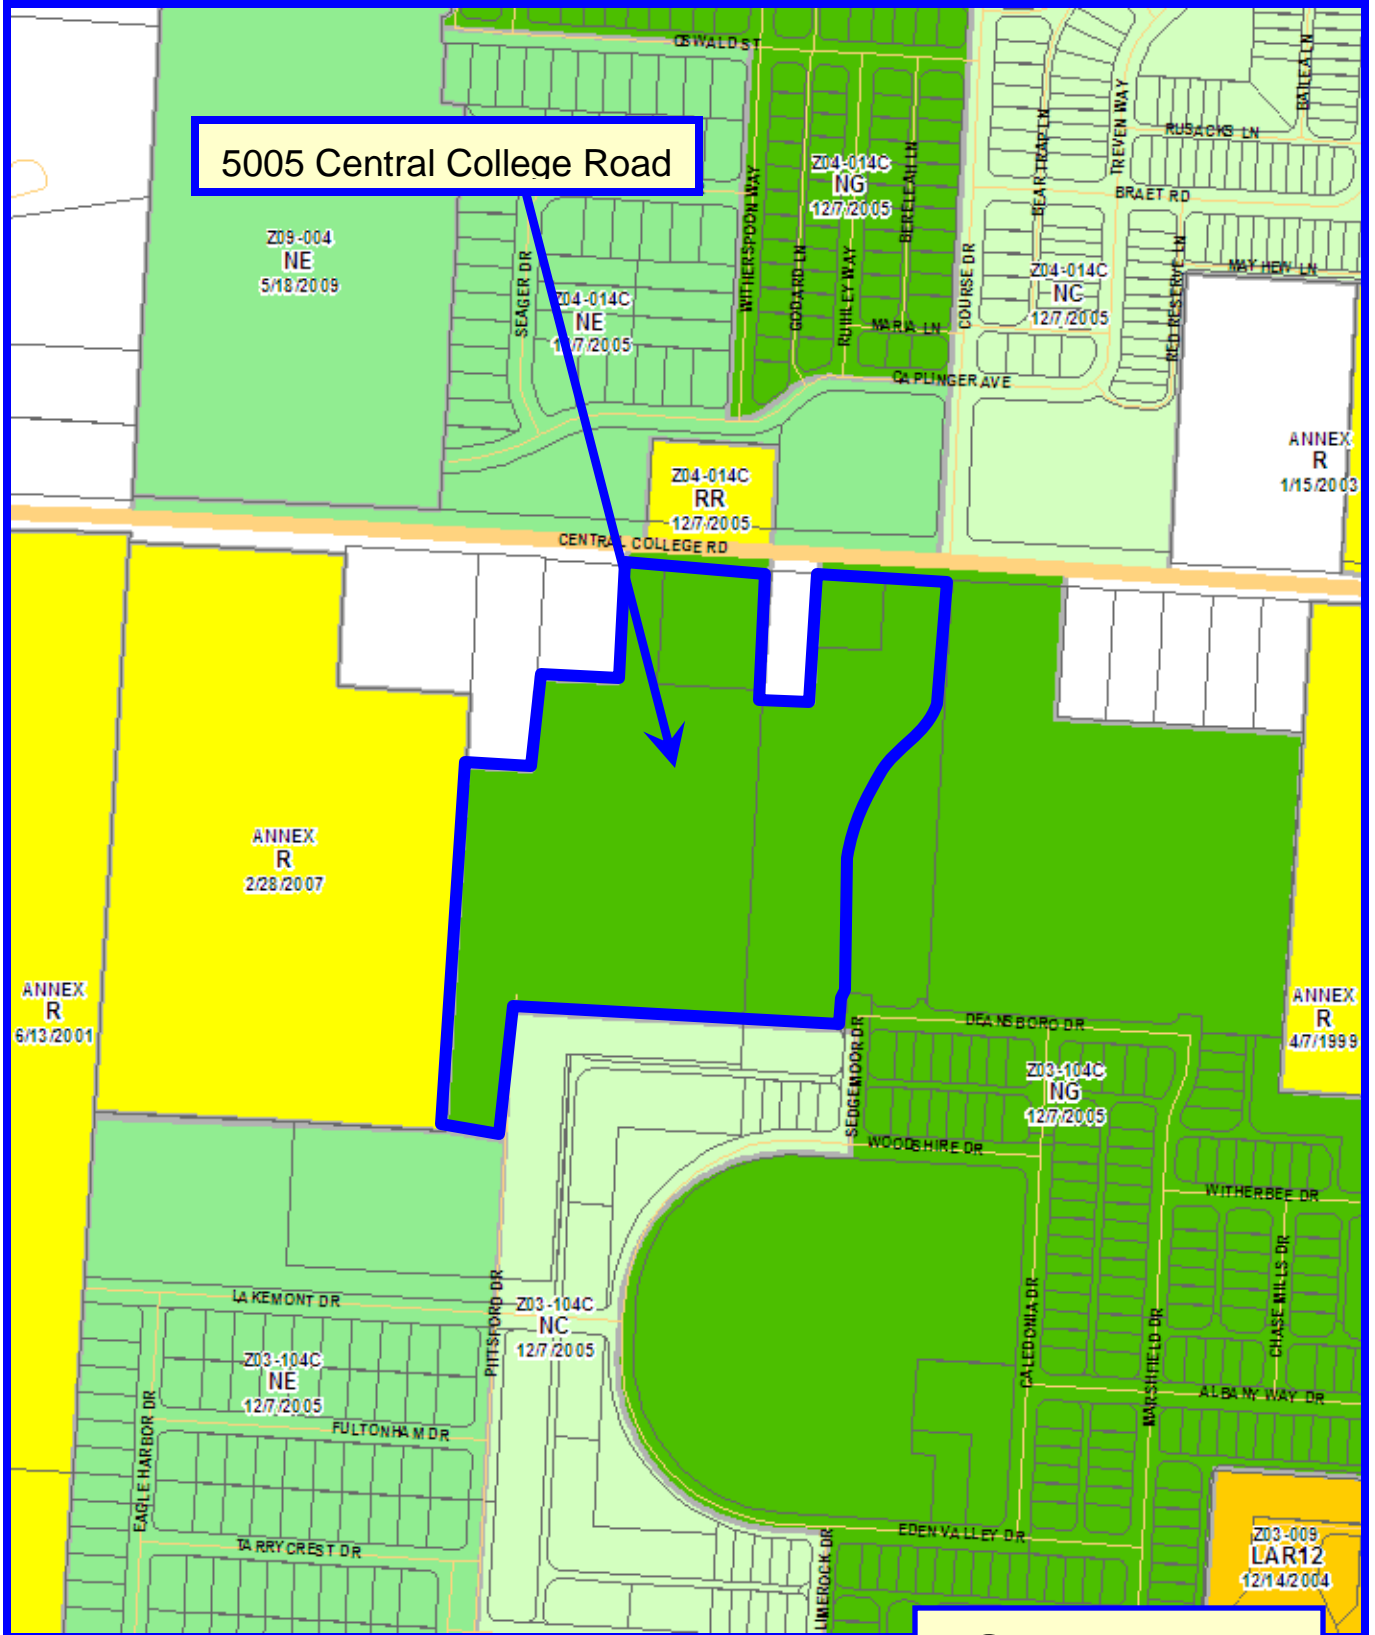 OSWALD ST
5005 Central College Road
BAILEA LN
TREVEN WAY
RUSACKS LN
BEARTRAP LN
BRAET RD
Z04-014C
NG
12/7/2005
WITHERSPOON WAY
GODARD LN
RUHILEY WAY
COURSE DR
MARIA LN
Z09-004
NE
5/18/2009
SEAGER DR
Z04-014C
NE
12/7/2005
Z04-014C
NC
12/7/2005
RED RESERVE LN
MAYHEW LN
CAPLINGER AVE
ANNEX
R
1/15/2003
Z04-014C
RR
12/7/2005
CENTRAL COLLEGE RD
ANNEX
R
2/28/2007
ANNEX
R
6/13/2001
ANNEX
R
4/7/1999
DEANSBORO DR
SEDGEMOOR DR
Z03-104C
NG
12/7/2005
WOODSHIRE DR
WITHERBEE DR
CHASE MILLS DR
LAKEMONT DR
PITTSFORD DR
Z03-104C
NC
12/7/2005
CALEDONIA DR
MARSHFIELD DR
Z03-104C
NE
12/7/2005
ALBANY WAY DR
EAGLE HARBOR DR
FULTONHAM DR
TARRYCREST DR
EDEN VALLEY DR
LIMEROCK DR
Z03-009
LAR12
12/14/2004